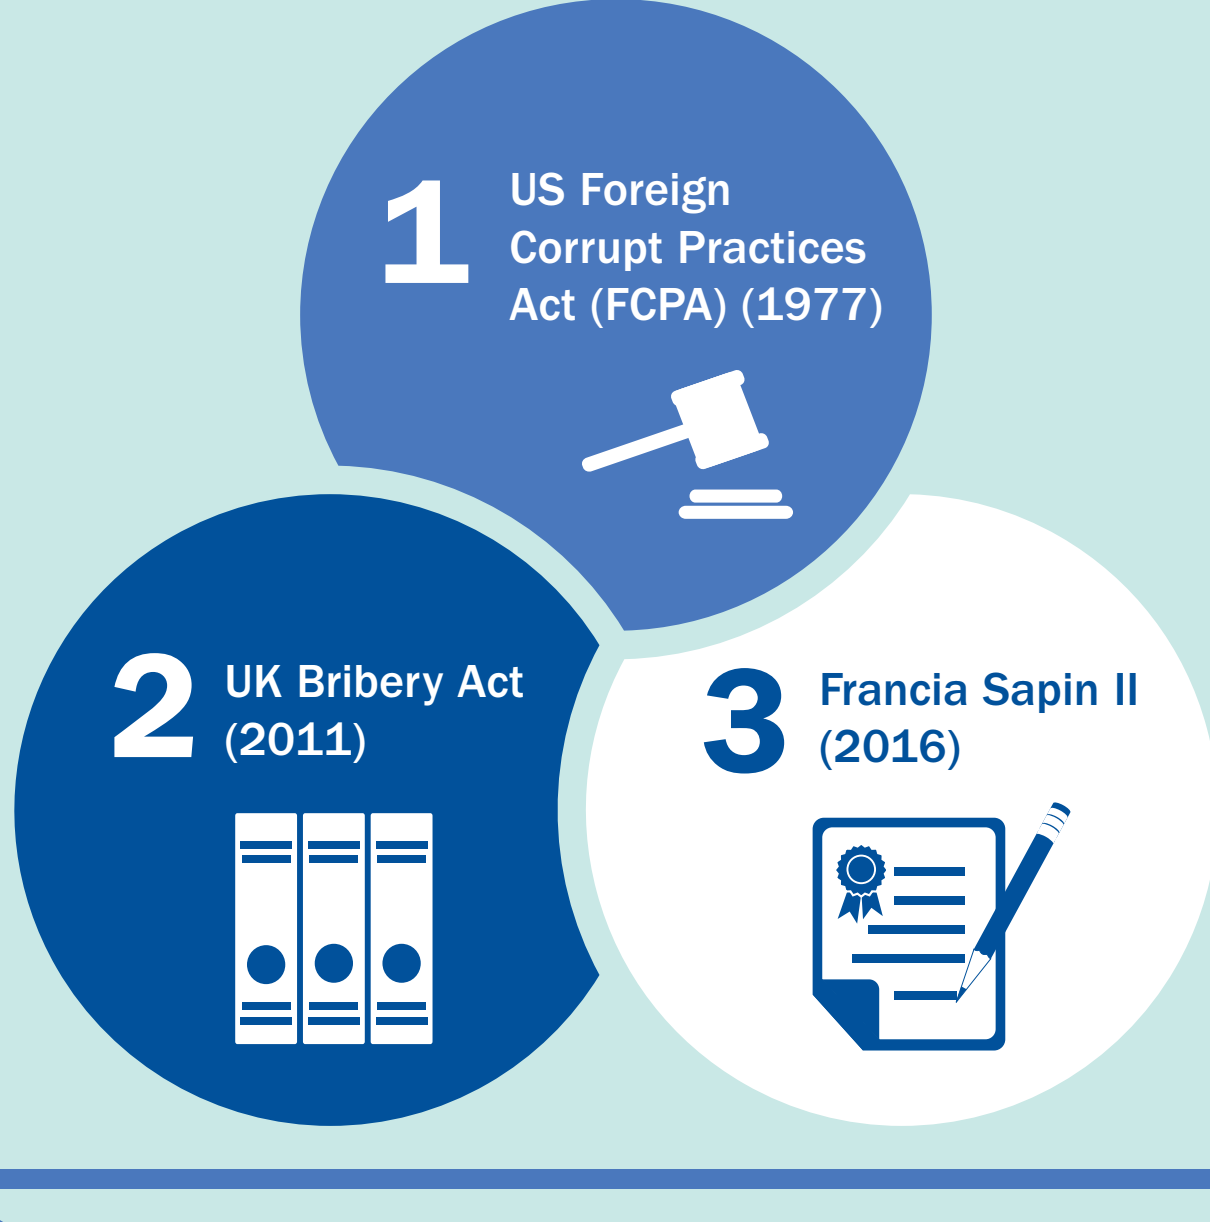 1
US Foreign
Corrupt Practices
Act (FCPA) (1977)
2
UK Bribery Act
(2011)
3
Francia Sapin II
(2016)